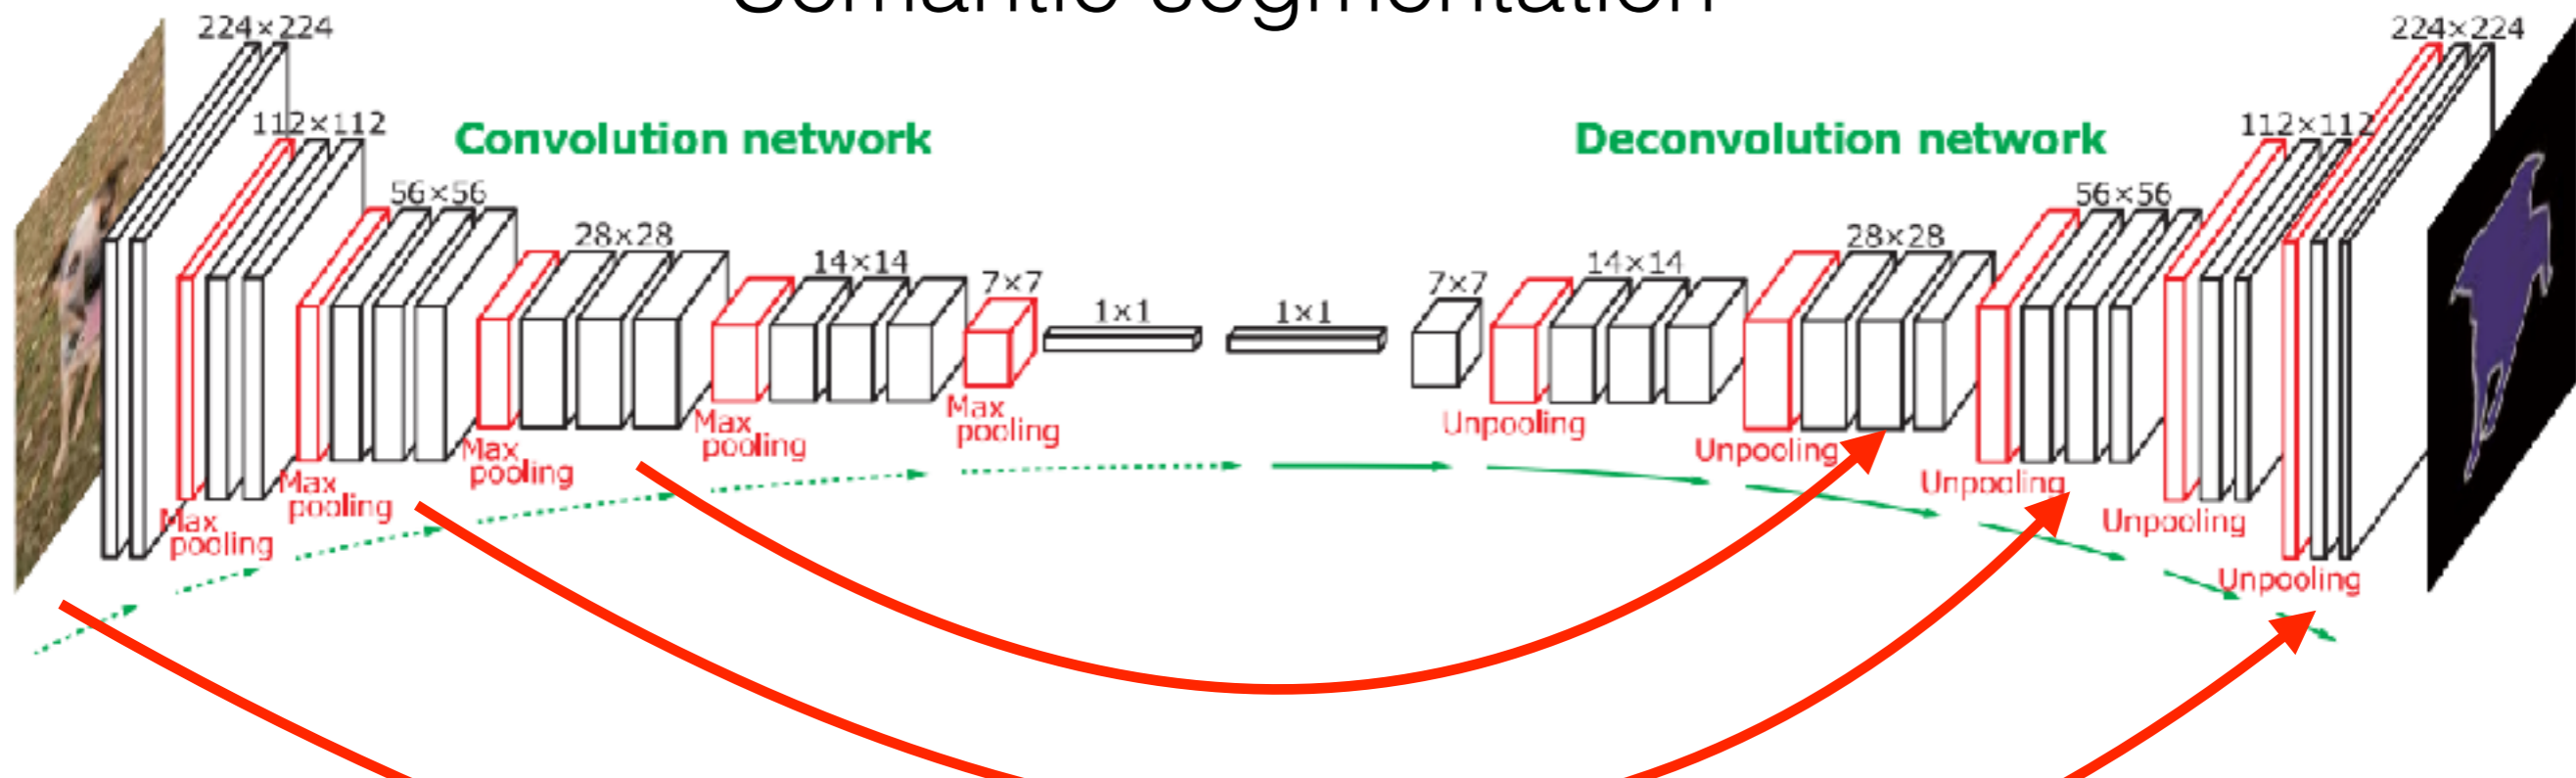 Semantic segmentation
224×224
224×224
112×112
Convolution network
Deconvolution network
112×112
56×56
56×56
28×28
28×28
14×14
14×14
7×7
7×7
1×1
1×1
Max
pooling
Max
pooling
Max
pooling
Max
pooling
Max
pooling
Unpooling
Unpooling
Unpooling
Unpooling
Unpooling